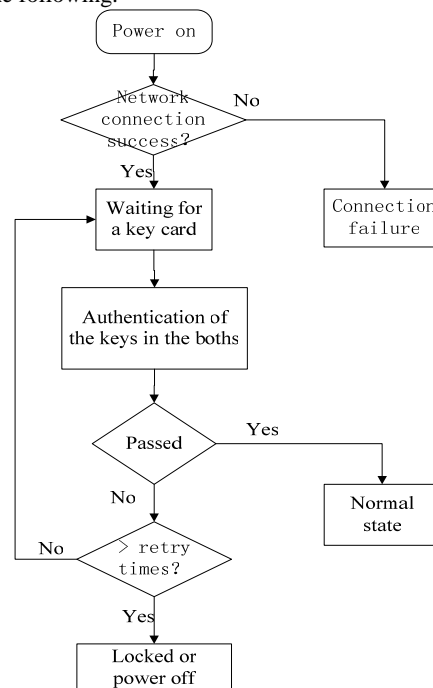 Power on
Network
connection
success?
No
Yes
Waiting for
a key card
Connection
failure
Authentication of
the keys in the boths
Passed
Yes
No
Normal
state
> retry
times?
No
Yes
Locked or
power off